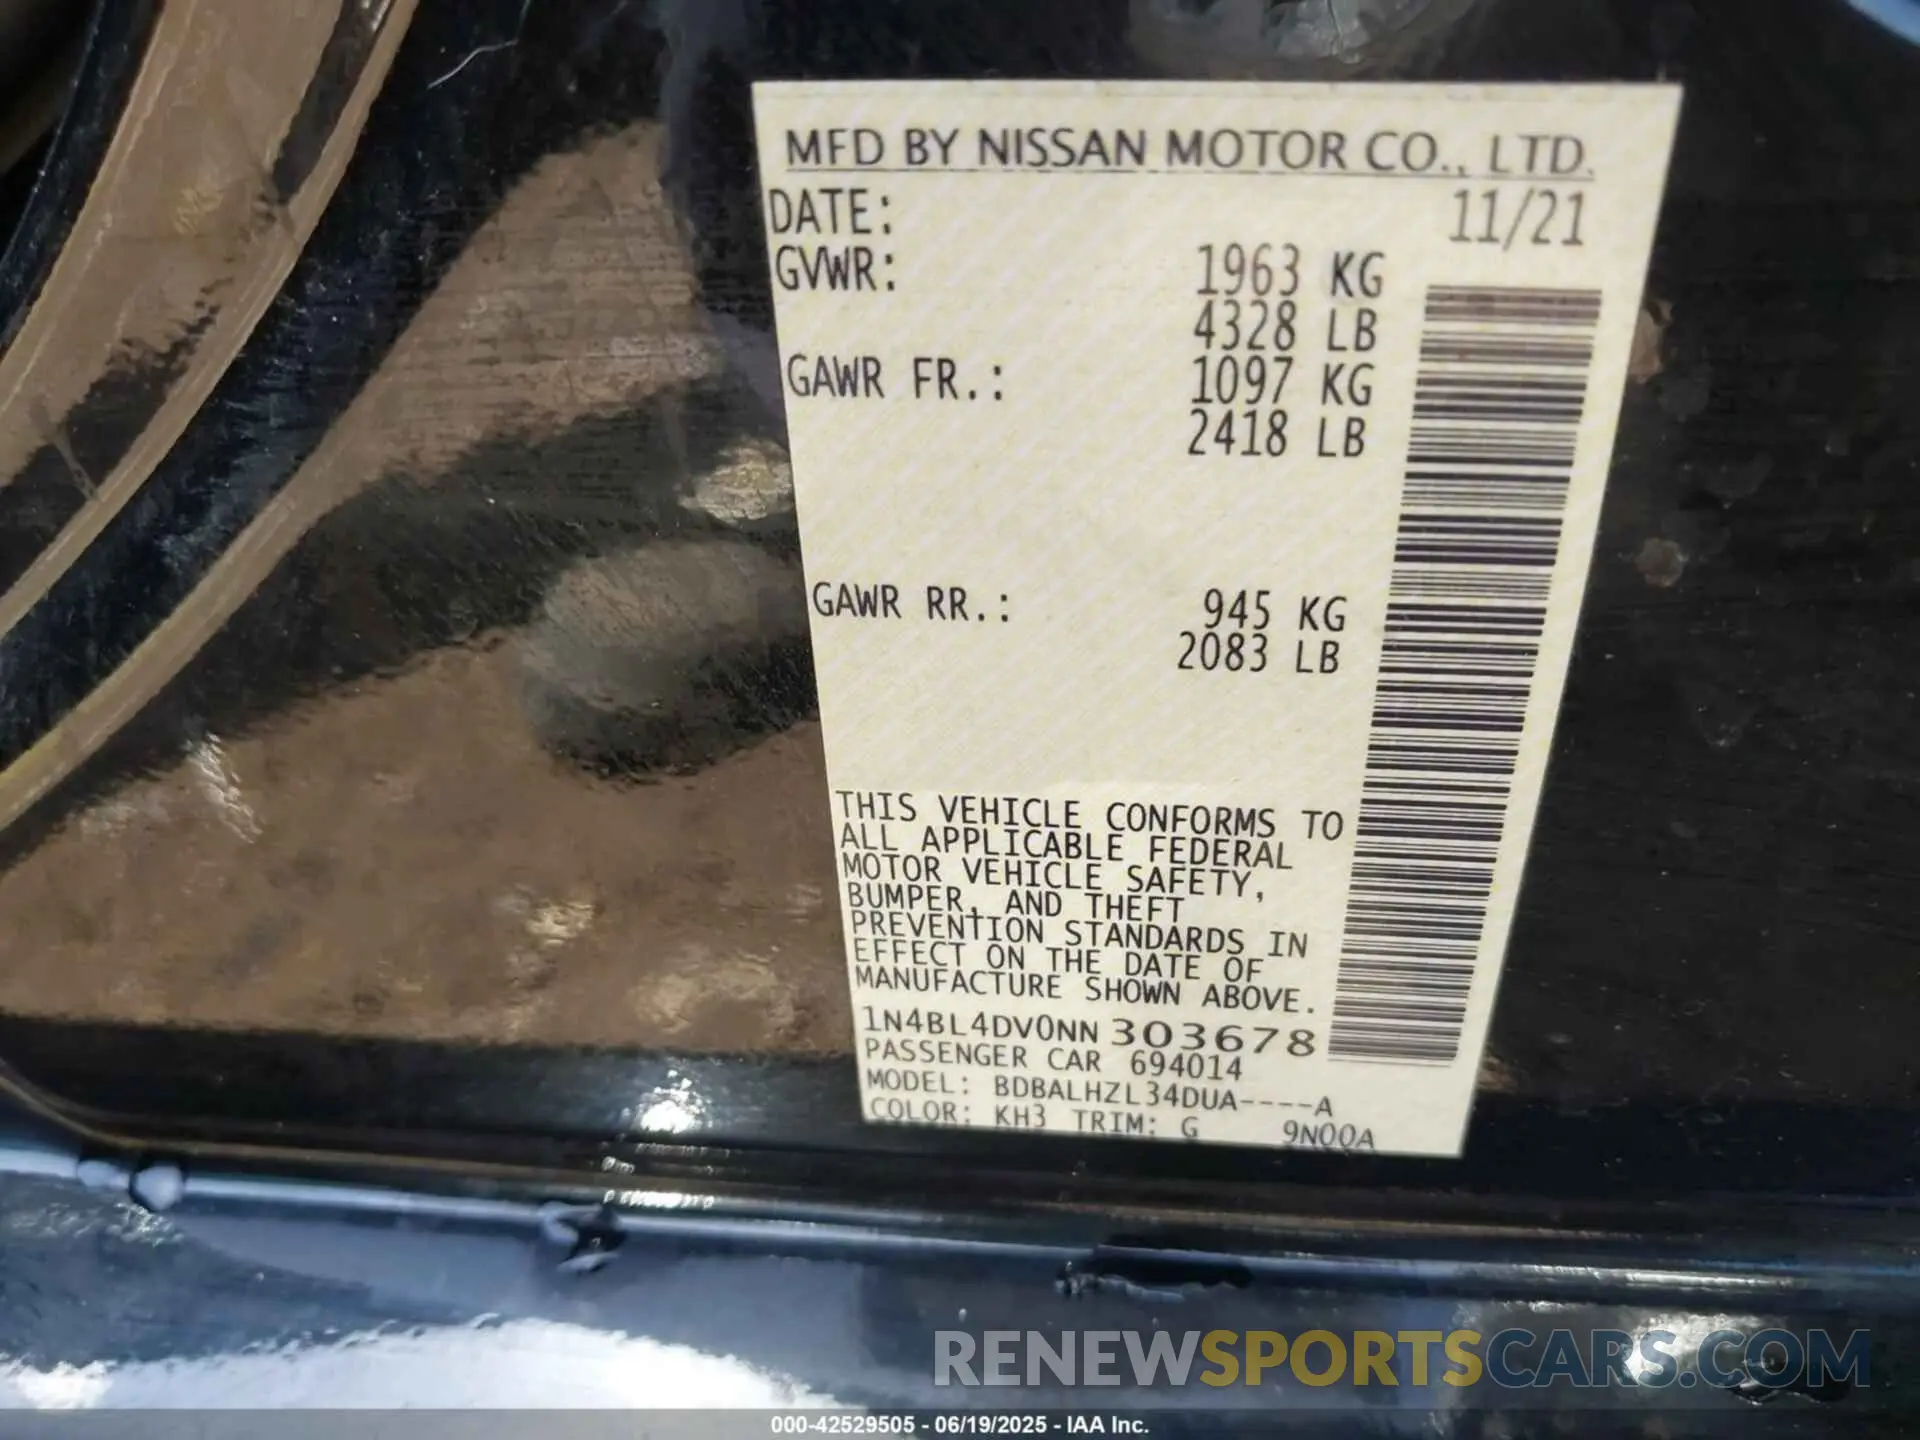 MFD BY NISSAN MOTOR CO., LTD.
DATE: 11/21
GVWR: 1963 KG
4328 LB
GAWR FR.: 1097 KG
2418 LB
GAWR RR.: 945 KG
2083 LB
THIS VEHICLE CONFORMS TO
ALL APPLICABLE FEDERAL
MOTOR VEHICLE SAFETY,
BUMPER, AND THEFT
PREVENTION STANDARDS IN
EFFECT ON THE DATE OF
MANUFACTURE SHOWN ABOVE.
1N4BL4DV0NN303678
PASSENGER CAR 694014
MODEL: BDBALHZL34DUA----A
COLOR: KH3 TRIM: G 9N00A
RENEWSPORTSCARS.COM
000-42529505 - 06/19/2025 - IAA Inc.